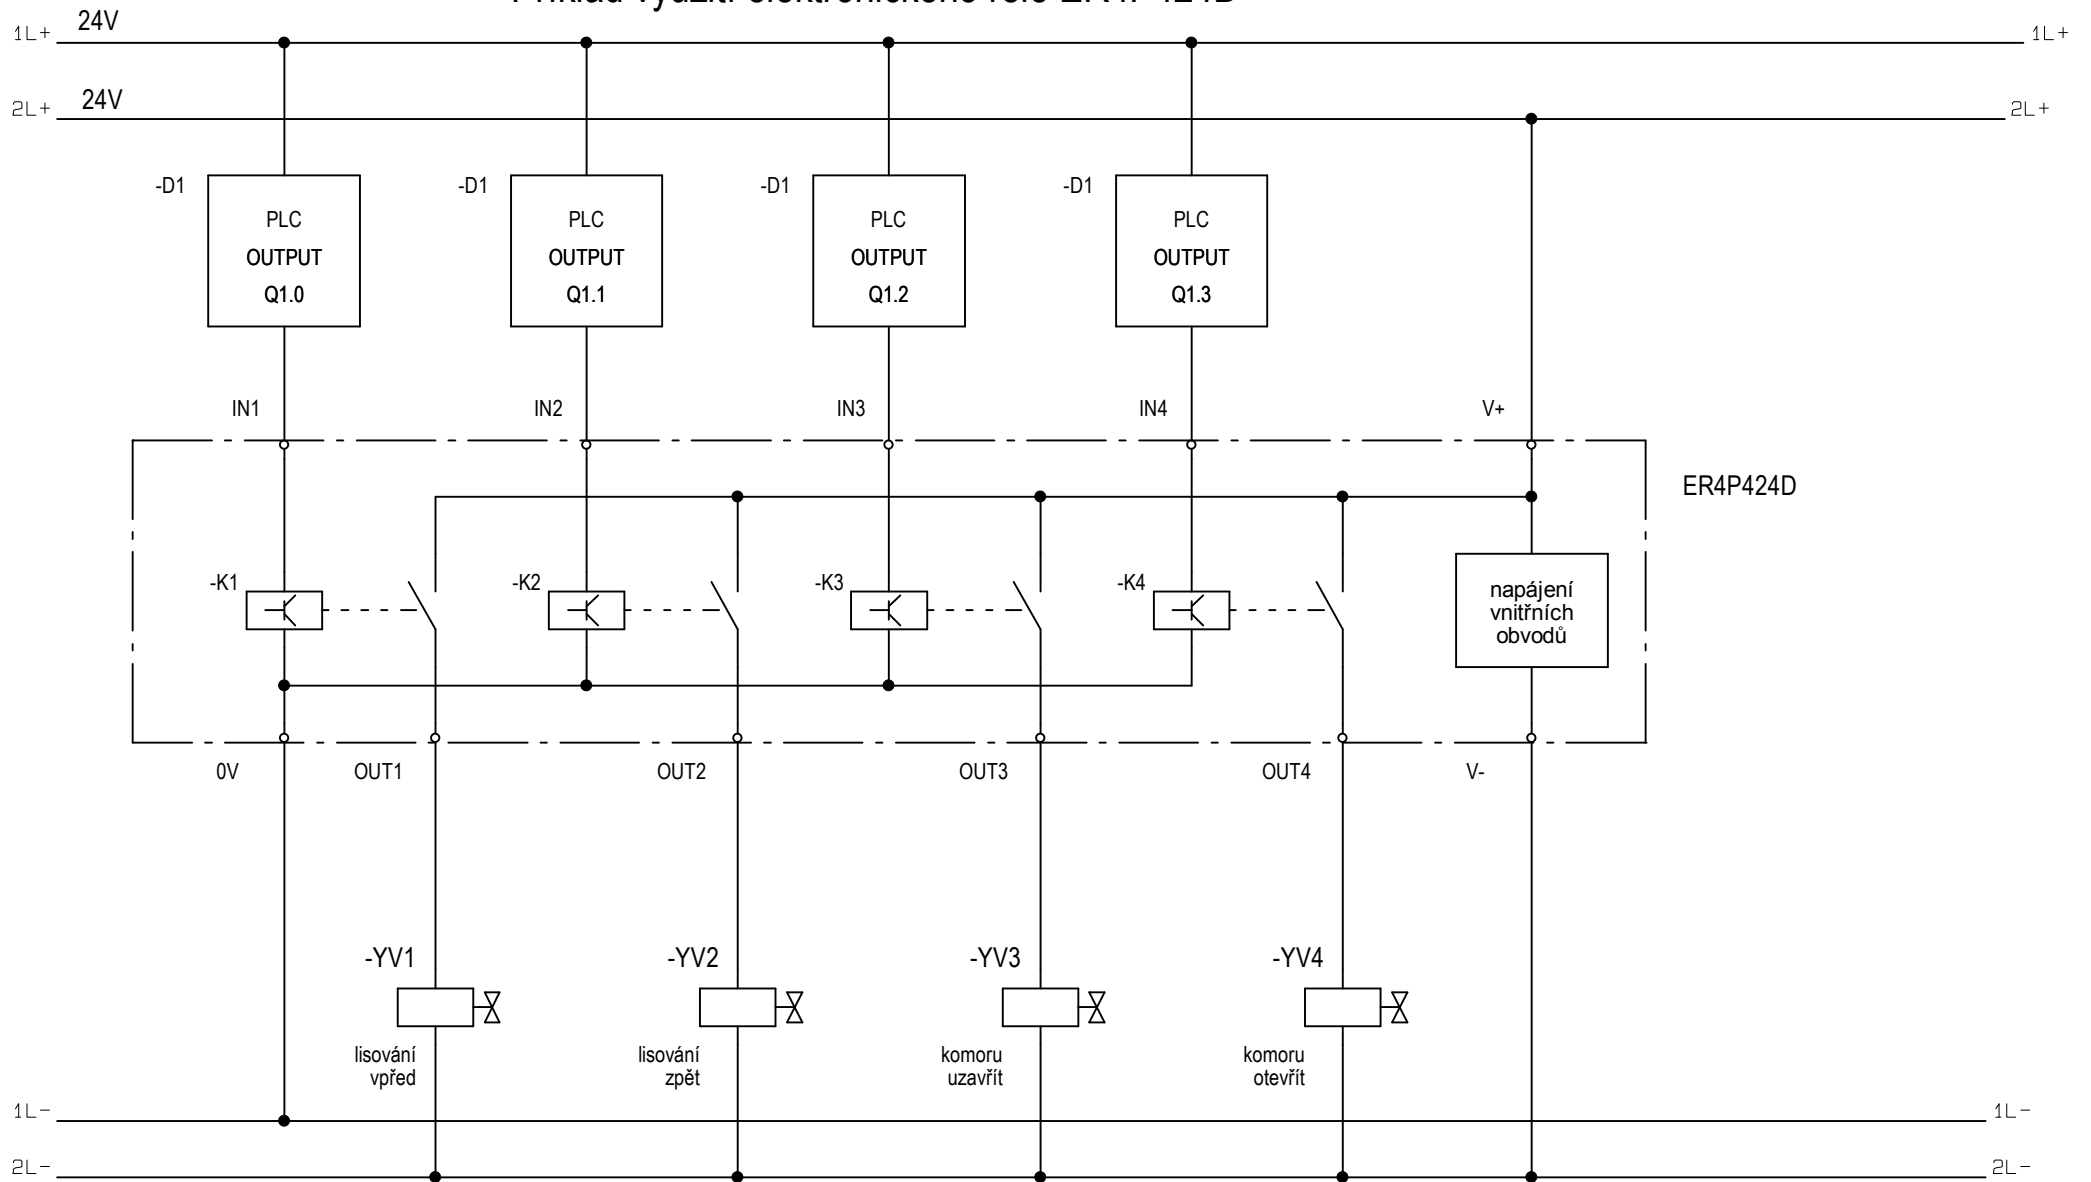 24V
1L+ 1L+
24V
2L+ 2L+
-D1 -D1 -D1 -D1
PLC PLC PLC PLC
OUTPUT OUTPUT OUTPUT OUTPUT
Q1.0 Q1.1 Q1.2 Q1.3
IN1 IN2 IN3 IN4 V+
ER4P424D
-K1 -K2 -K3 -K4
napájení
vnitřních
obvodů
0V OUT1 OUT2 OUT3 OUT4 V-
-YV1 -YV2 -YV3 -YV4
lisování lisování komoru komoru
vpřed zpět uzavřít otevřít
1L- 1L-
2L- 2L-